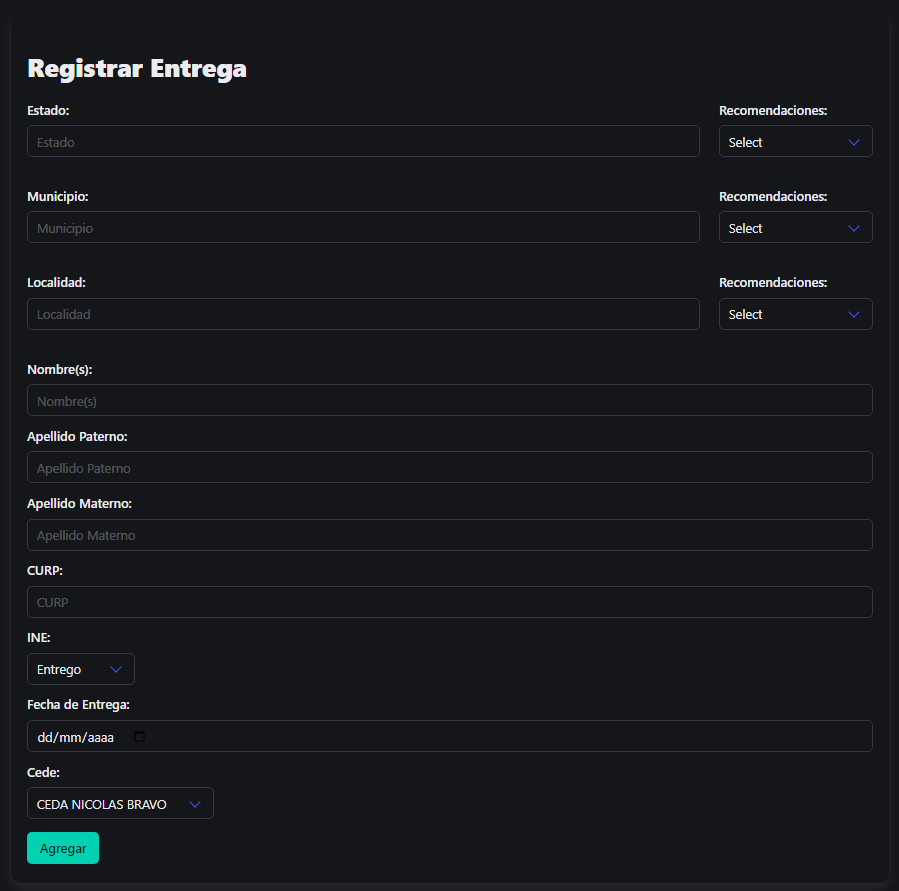 Registrar Entrega
Estado: Recomendaciones:
Estado Select
Municipio: Recomendaciones:
Municipio Select
Localidad: Recomendaciones:
Localidad Select
Nombre(s):
Nombre(s)
Apellido Paterno:
Apellido Paterno
Apellido Materno:
Apellido Materno
CURP:
CURP
INE:
Entrego
Fecha de Entrega:
dd/mm/aaaa
Cede:
CEDA NICOLAS BRAVO
Agregar